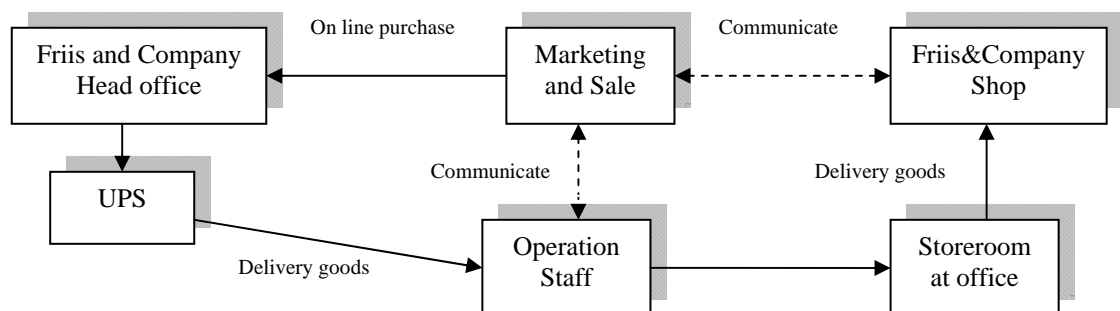 On line purchase
Communicate
Friis and Company
Head office
Marketing
and Sale
Friis&Company
Shop
Communicate
Delivery goods
UPS
Operation
Staff
Storeroom
at office
Delivery goods